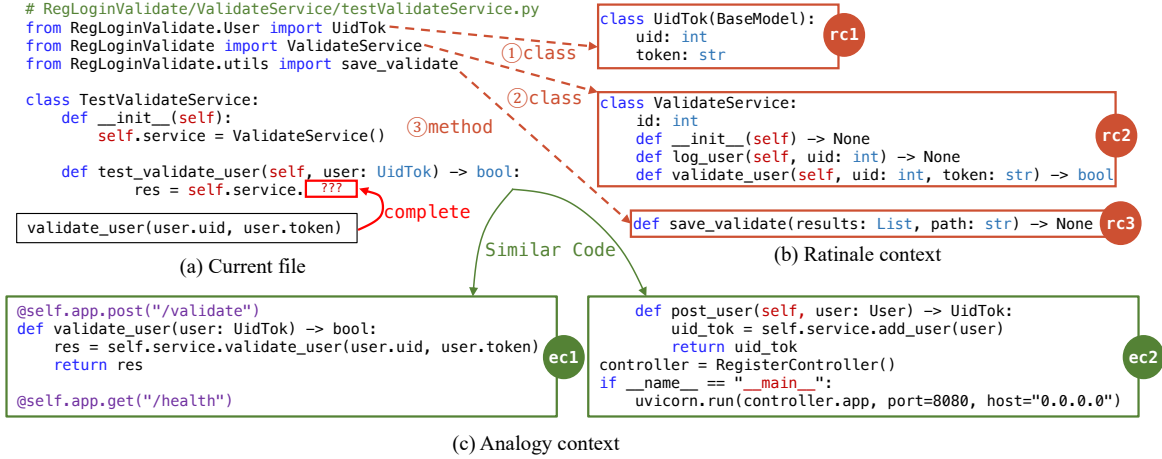 # RegLoginValidate/ValidateService/testValidateService.py
from RegLoginValidate.User import UidTok
from RegLoginValidate import ValidateService
from RegLoginValidate.utils import save_validate
class TestValidateService:
def __init__(self):
self.service = ValidateService()
def test_validate_user(self, user: UidTok) -> bool:
res = self.service. ???
complete
validate_user(user.uid, user.token)
(a) Current file
①class
②class
③method
class UidTok(BaseModel):
uid: int
token: str
rc1
class ValidateService:
id: int
def __init__(self) -> None
def log_user(self, uid: int) -> None
def validate_user(self, uid: int, token: str) -> bool
rc2
def save_validate(results: List, path: str) -> None
rc3
(b) Ratinale context
Similar Code
@self.app.post("/validate")
def validate_user(user: UidTok) -> bool:
res = self.service.validate_user(user.uid, user.token)
return res
@self.app.get("/health")
ec1
def post_user(self, user: User) -> UidTok:
uid_tok = self.service.add_user(user)
return uid_tok
controller = RegisterController()
if __name__ == "__main__":
uvicorn.run(controller.app, port=8080, host="0.0.0.0")
ec2
(c) Analogy context